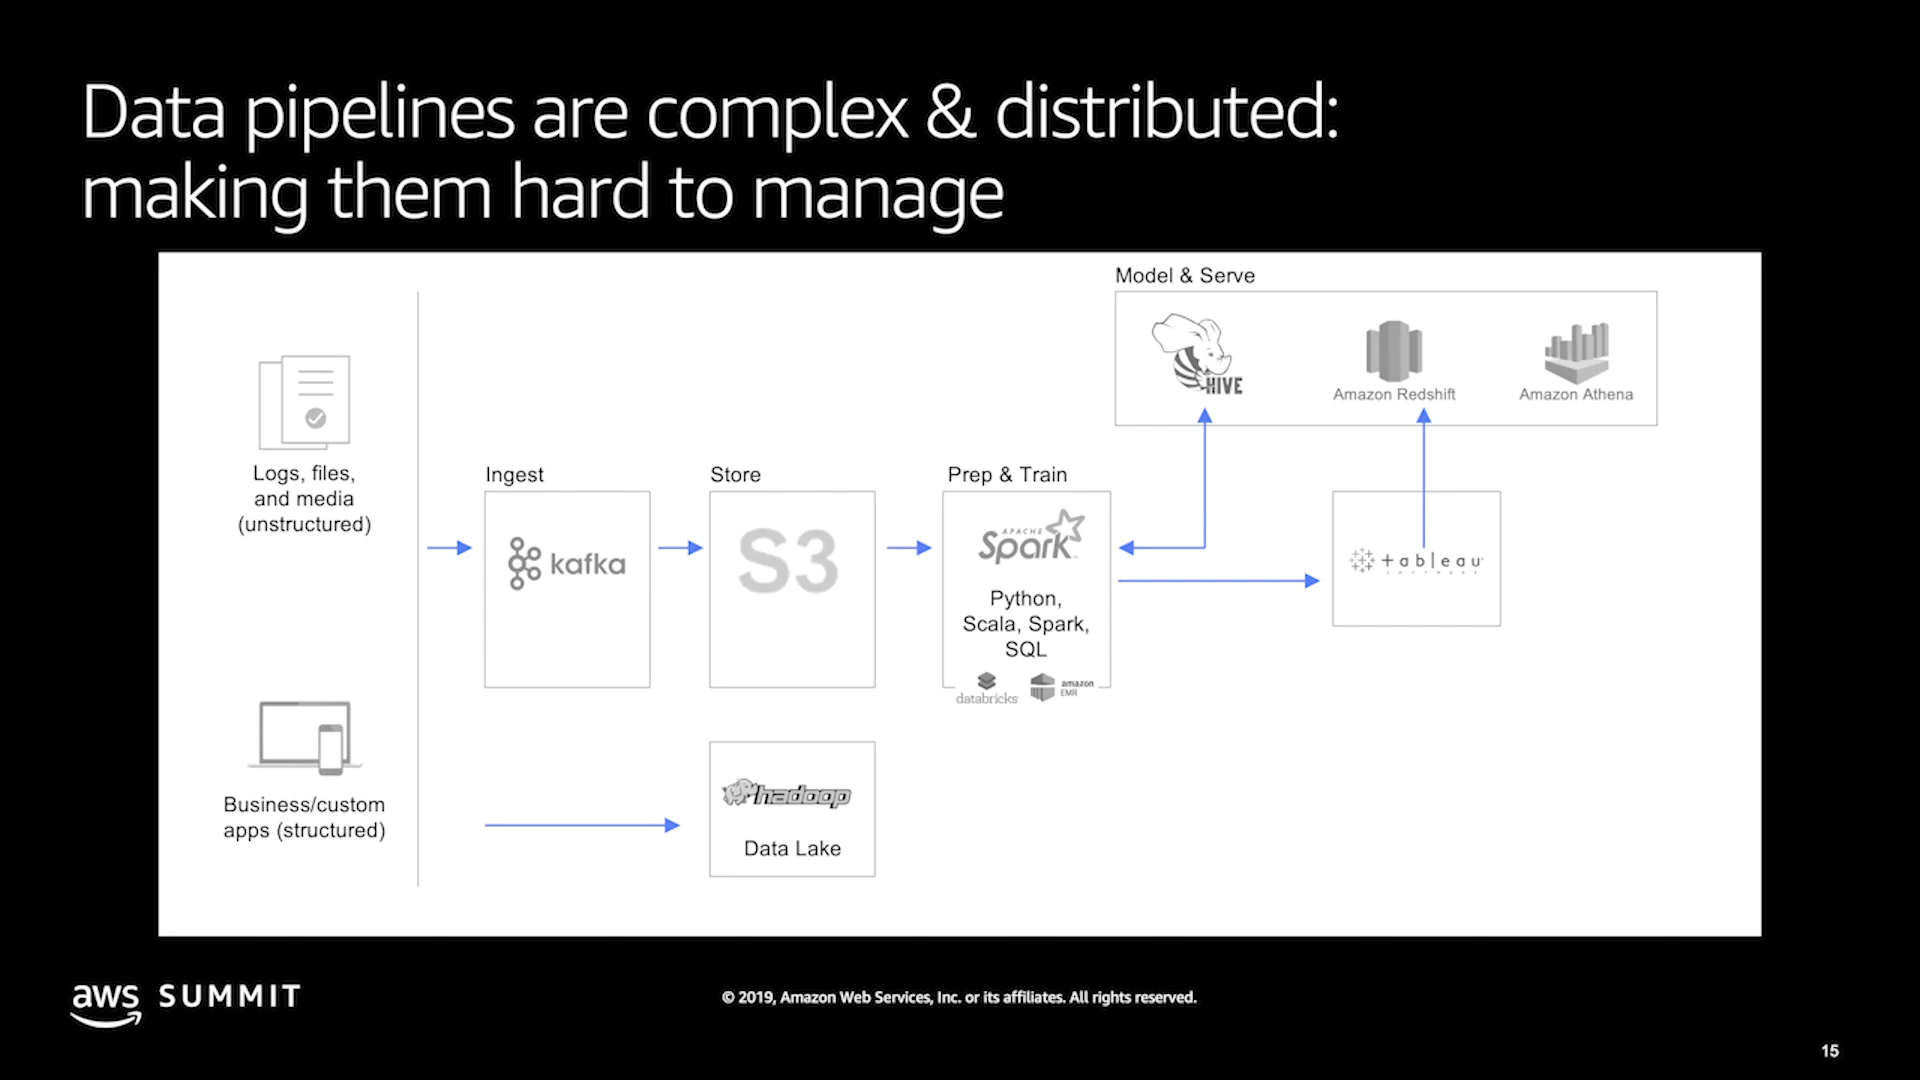 Data pipelines are complex & distributed:
making them hard to manage
Model & Serve
HIVE
Amazon Redshift
Amazon Athena
Logs, files,
and media
(unstructured)
Ingest
kafka
Store
S3
Prep & Train
APACHE
Spark
Python,
Scala, Spark,
SQL
databricks
amazon
EMR
+ableau
SOFTWARE
Business/custom
apps (structured)
hadoop
Data Lake
aws SUMMIT
© 2019, Amazon Web Services, Inc. or its affiliates. All rights reserved.
15